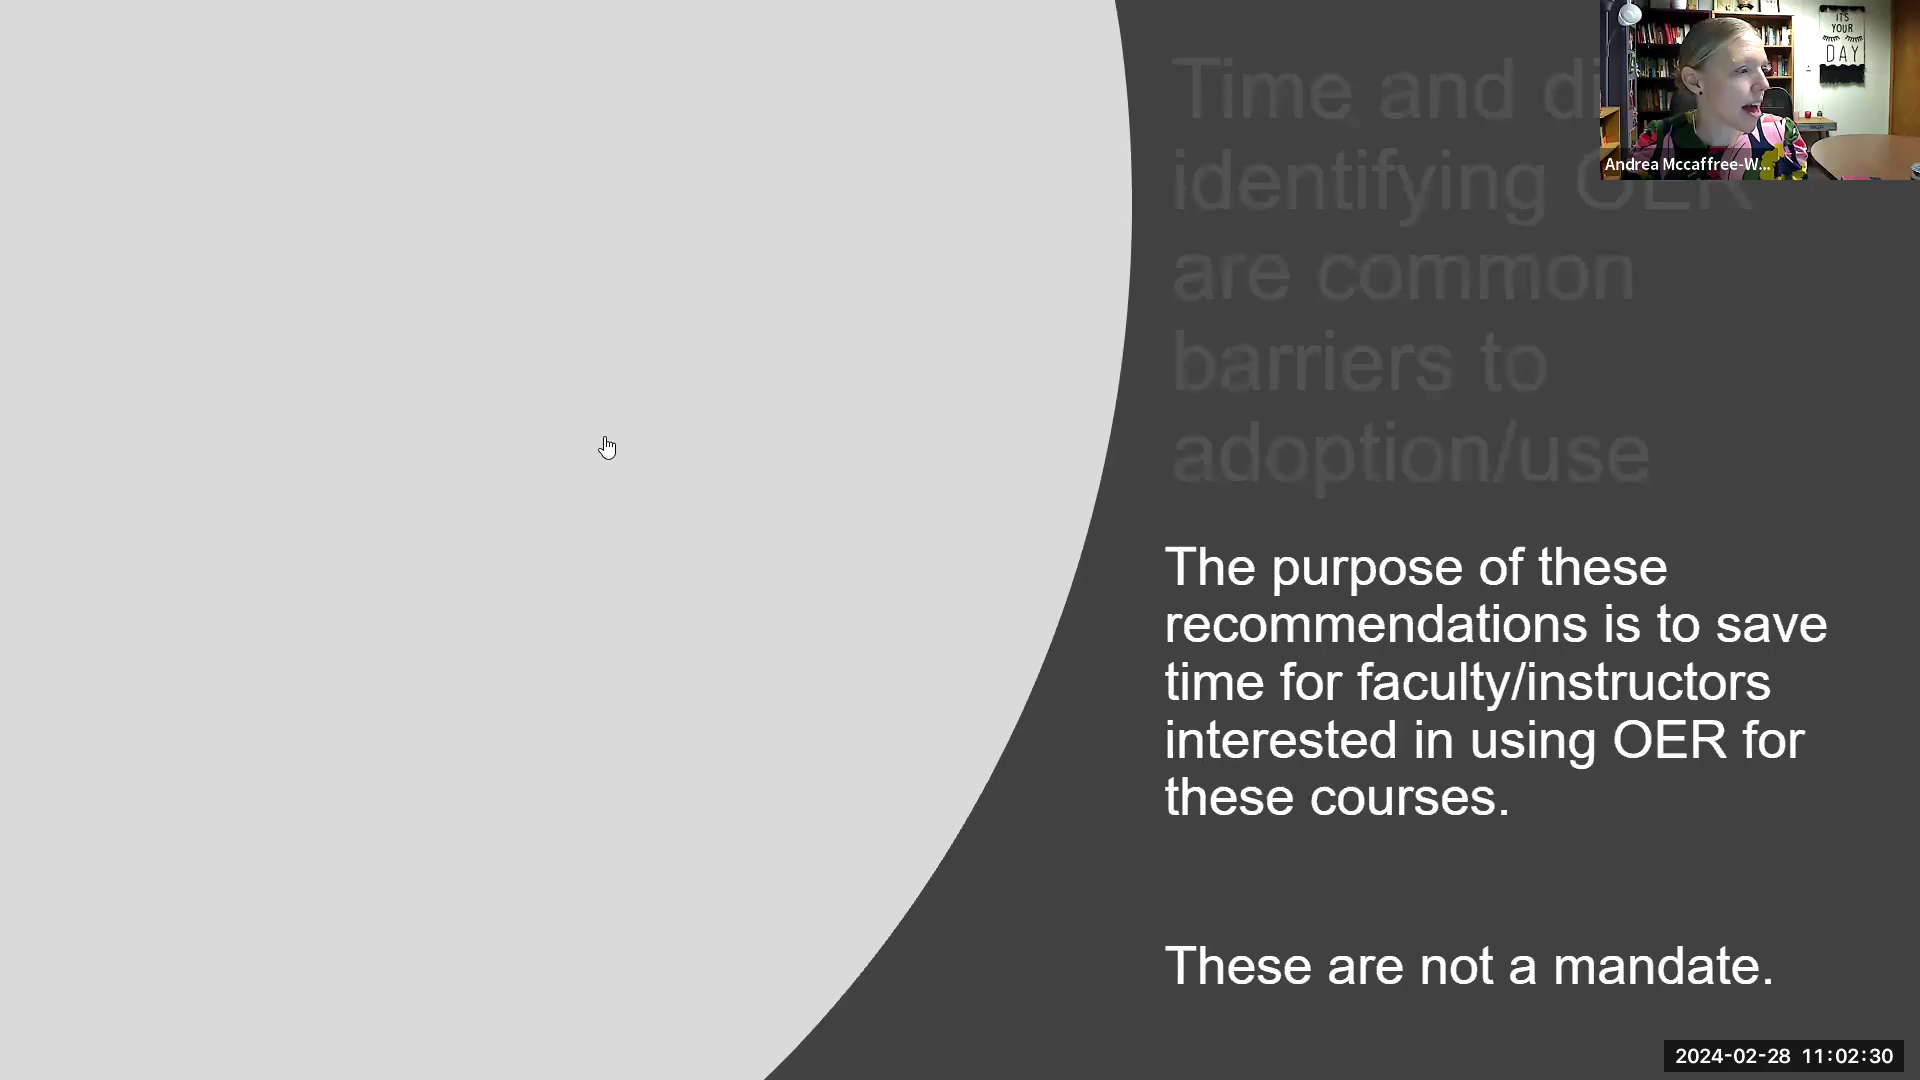 Time and di
identifying OER
are common
barriers to
adoption/use
IT'S
YOUR
DAY
Andrea Mccaffree-W...
The purpose of these
recommendations is to save
time for faculty/instructors
interested in using OER for
these courses.
These are not a mandate.
2024-02-28 11:02:30